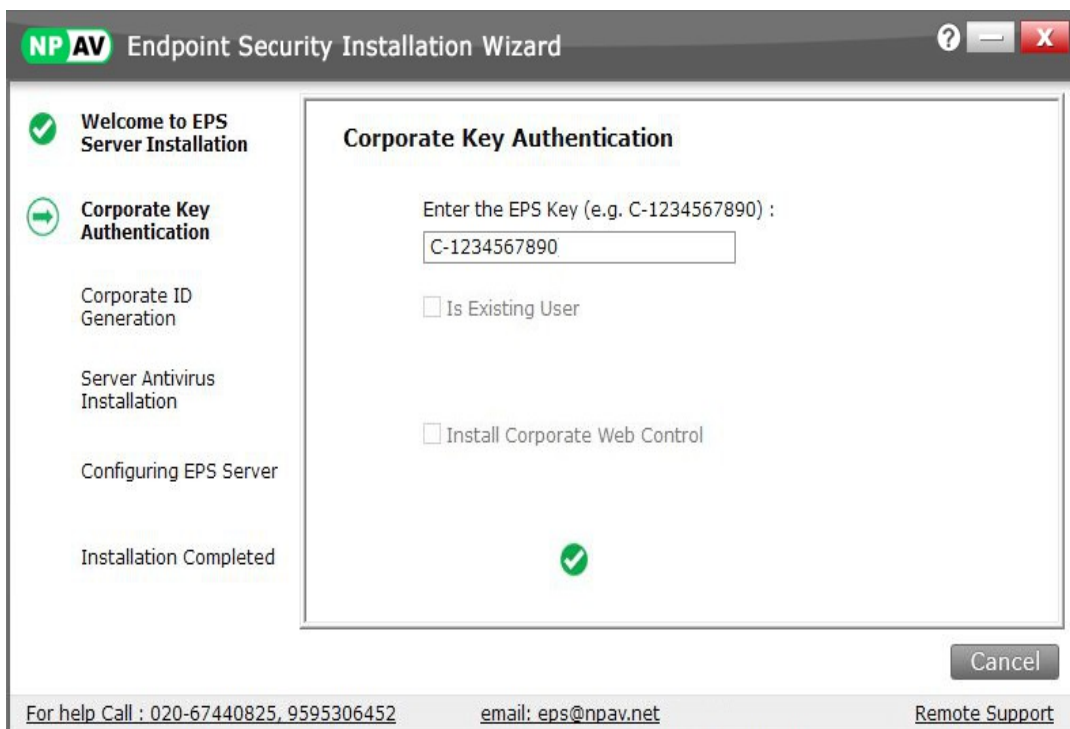 NPAV Endpoint Security Installation Wizard
? — X
Welcome to EPS
Server Installation
Corporate Key
Authentication
Corporate ID
Generation
Server Antivirus
Installation
Configuring EPS Server
Installation Completed
Corporate Key Authentication
Enter the EPS Key (e.g. C-1234567890) :
C-1234567890
Is Existing User
Install Corporate Web Control
Cancel
For help Call : 020-67440825, 9595306452 email: eps@npav.net Remote Support